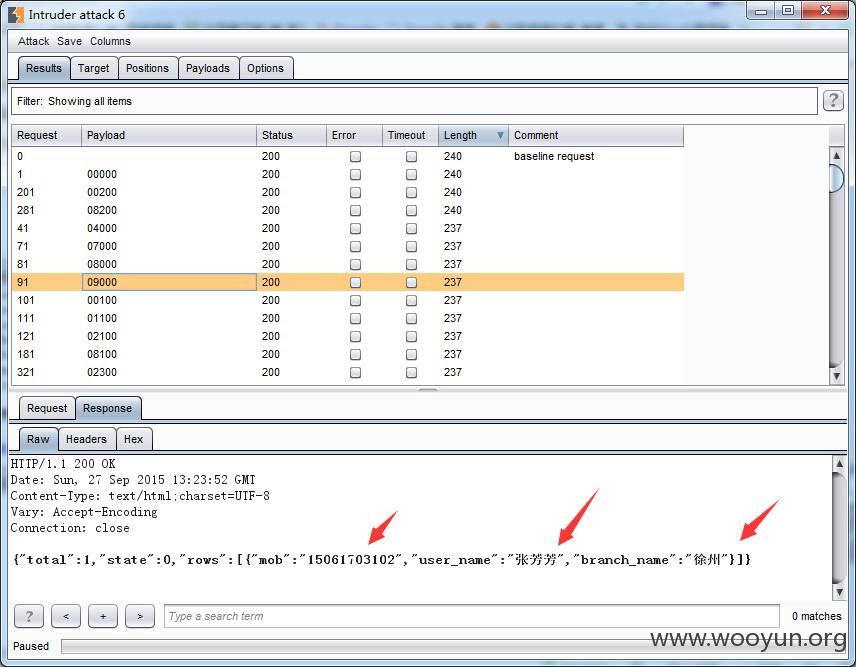 Intruder attack 6
Attack Save Columns
Results Target Positions Payloads Options
Filter: Showing all items ?
Request Payload Status Error Timeout Length Comment
0 200 240 baseline request
1 00000 200 240
201 00200 200 240
281 08200 200 240
41 04000 200 237
71 07000 200 237
81 08000 200 237
91 09000 200 237
101 00100 200 237
111 01100 200 237
121 02100 200 237
181 08100 200 237
321 02300 200 237
Request Response
Raw Headers Hex
HTTP/1.1 200 OK
Date: Sun, 27 Sep 2015 13:23:52 GMT
Content-Type: text/html;charset=UTF-8
Vary: Accept-Encoding
Connection: close
{"total":1,"state":0,"rows":[{"mob":"15061703102","user_name":"张芳芳","branch_name":"徐州"}]}
? < + > Type a search term 0 matches
Paused
www.wooyun.org